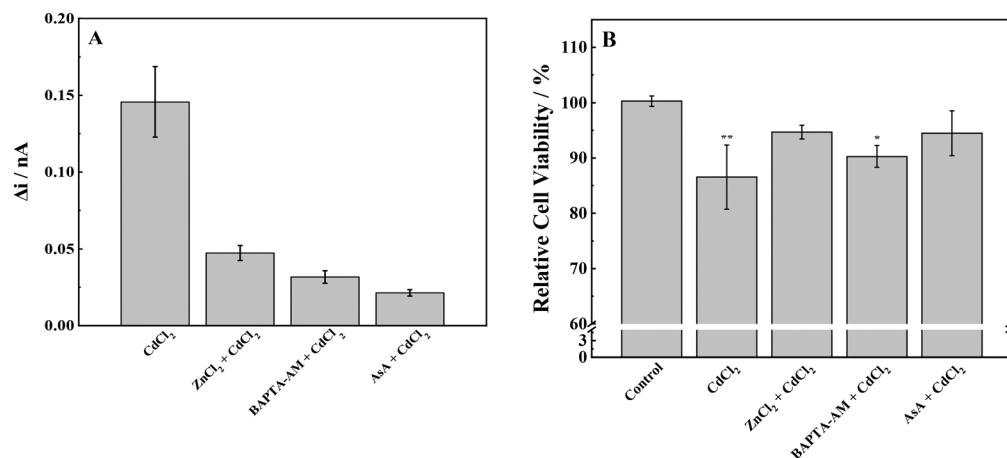 A
Δi / nA
0.20
0.15
0.10
0.05
0.00
CdCl₂
ZnCl₂ + CdCl₂
BAPTA-AM + CdCl₂
AsA + CdCl₂
B
Relative Cell Viability / %
110
100
90
80
70
60
3
0
**
*
Control
CdCl₂
ZnCl₂ + CdCl₂
BAPTA-AM + CdCl₂
AsA + CdCl₂